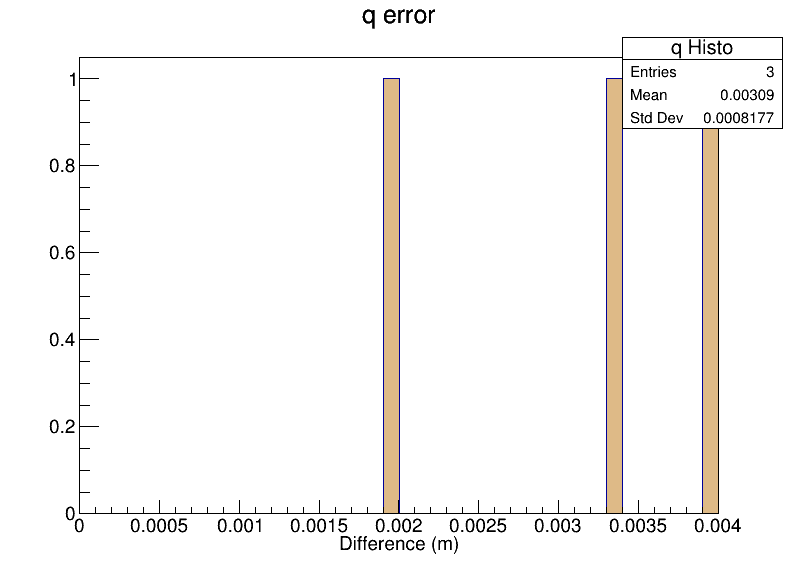 q error
q Histo
Entries 3
Mean 0.00309
Std Dev 0.0008177
1
0.8
0.6
0.4
0.2
0
0 0.0005 0.001 0.0015 0.002 0.0025 0.003 0.0035 0.004
Difference (m)